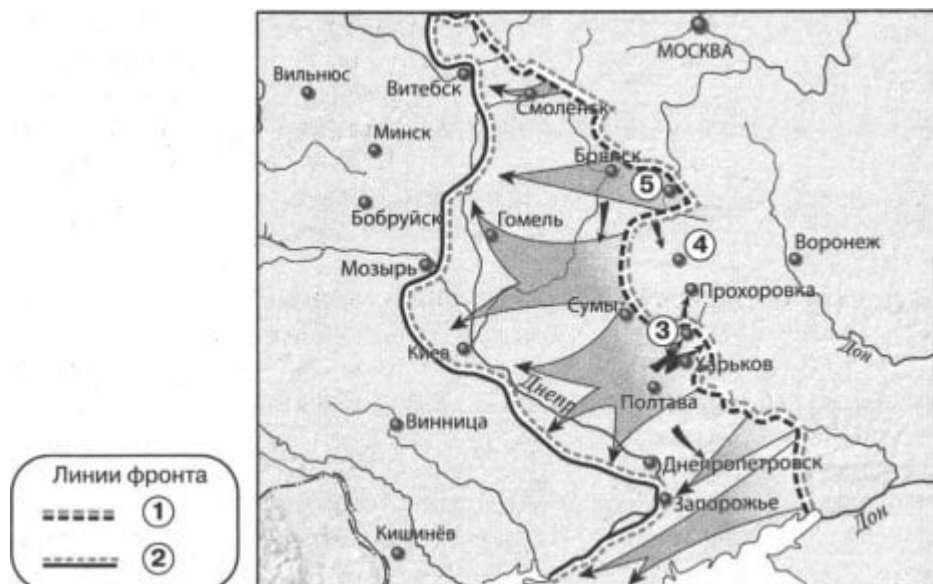 МОСКВА
Вильнюс
Витебск
Смоленск
Минск
Брянск
5
Бобруйск
Гомель
4
Воронеж
Мозырь
Прохоровка
Сумы
3
Киев
Харьков
Дон
Днепр
Полтава
Винница
Линии фронта
Днепропетровск
1
Запорожье
Дон
2
Кишинёв